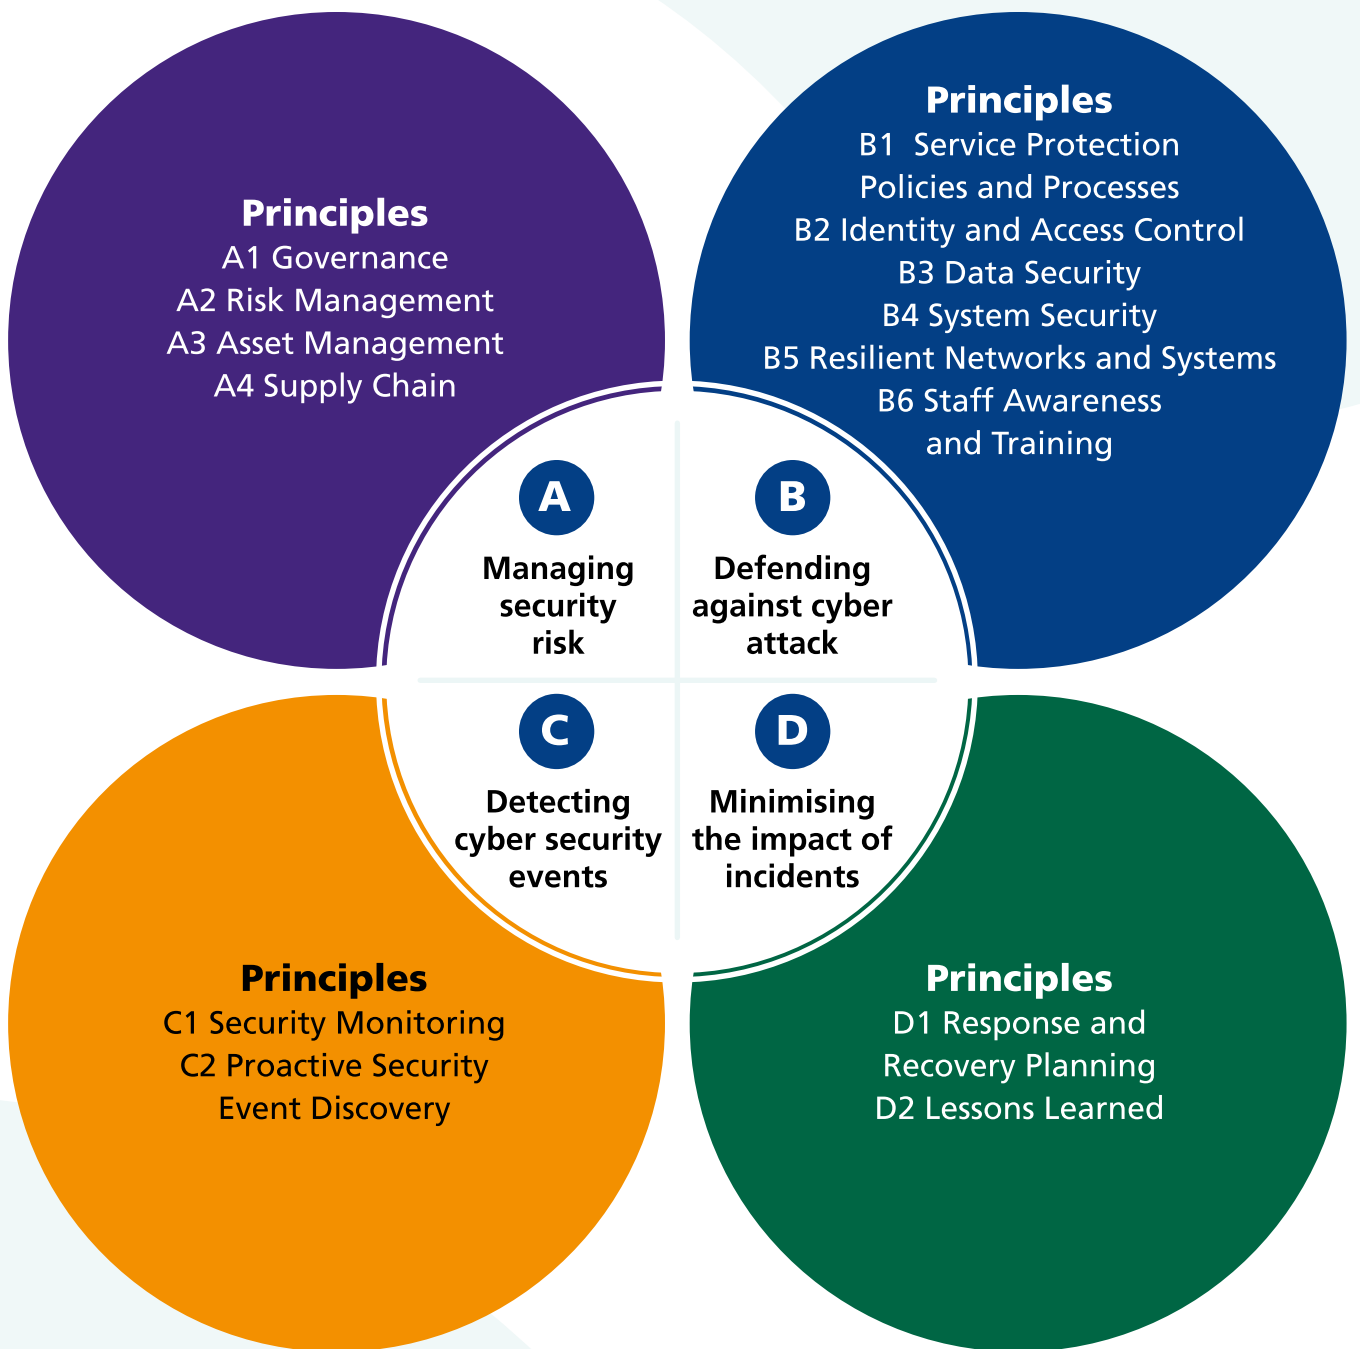 Principles
A1 Governance
A2 Risk Management
A3 Asset Management
A4 Supply Chain
Principles
B1 Service Protection
Policies and Processes
B2 Identity and Access Control
B3 Data Security
B4 System Security
B5 Resilient Networks and Systems
B6 Staff Awareness
and Training
A
Managing
security
risk
B
Defending
against cyber
attack
C
Detecting
cyber security
events
D
Minimising
the impact of
incidents
Principles
C1 Security Monitoring
C2 Proactive Security
Event Discovery
Principles
D1 Response and
Recovery Planning
D2 Lessons Learned